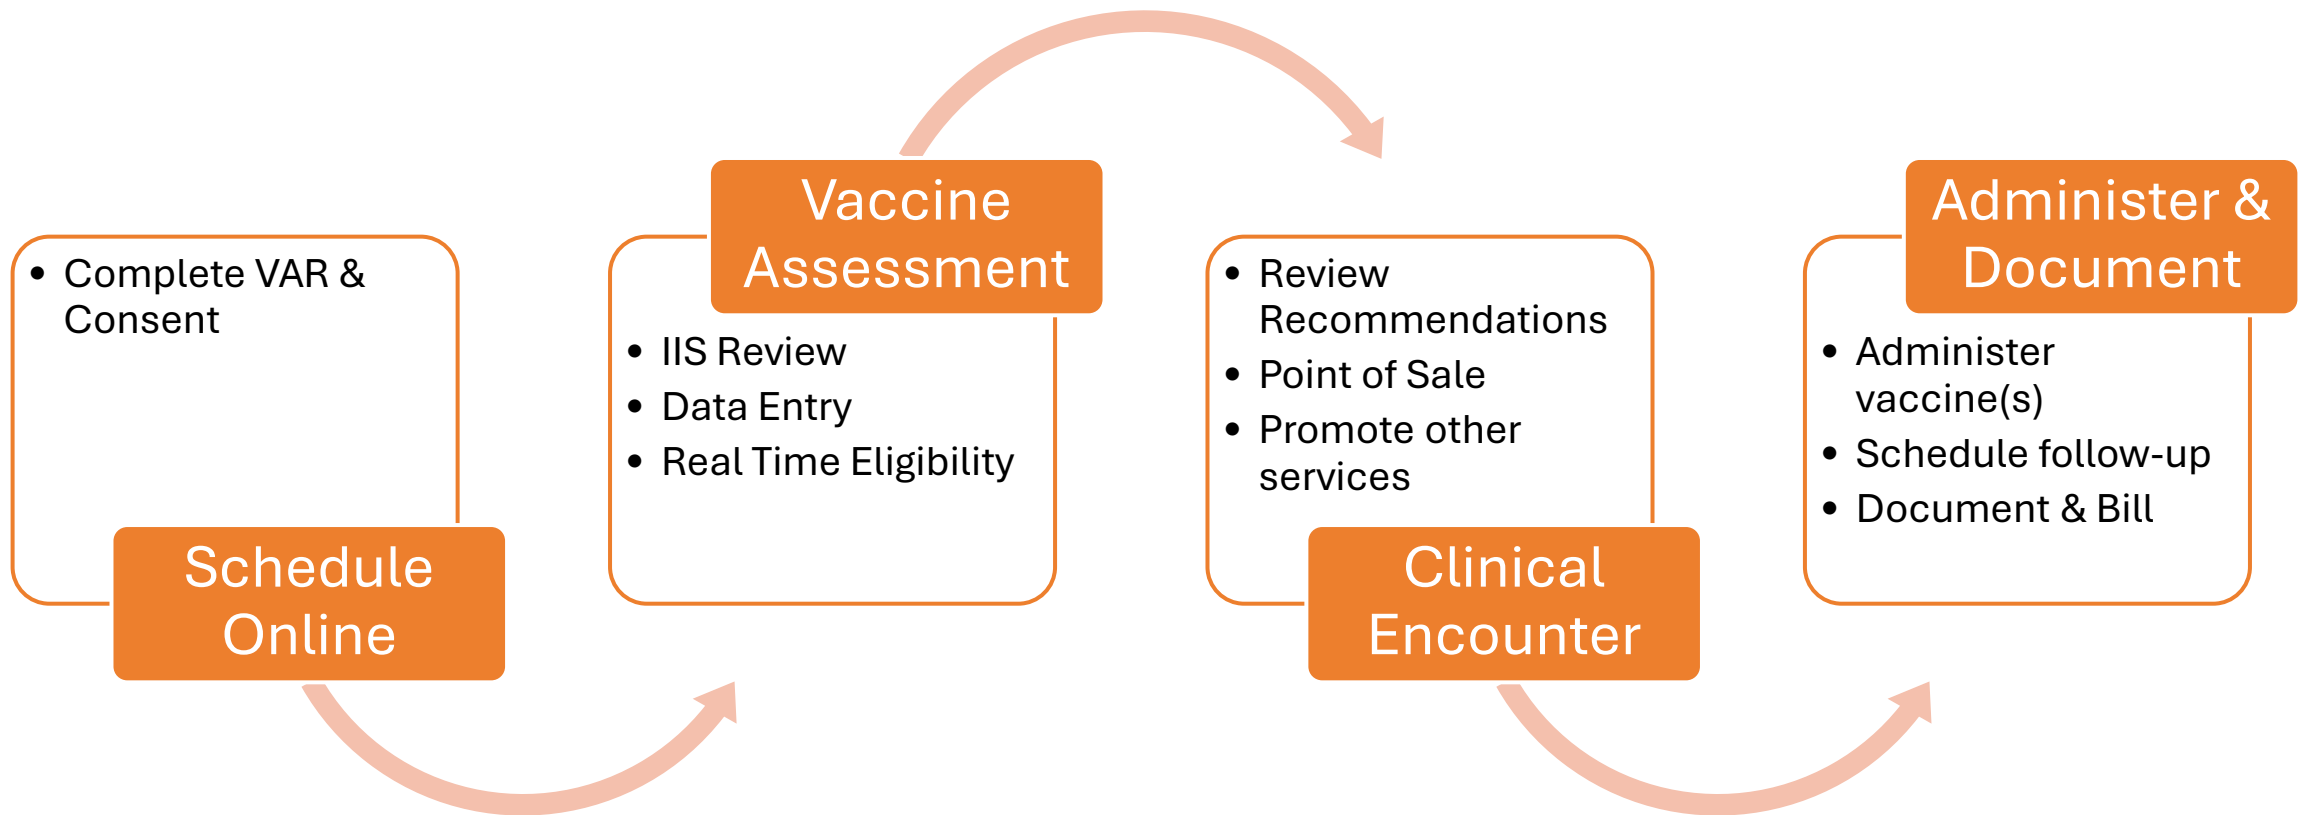 • Complete VAR &
Consent
Schedule
Online
Vaccine
Assessment
• IIS Review
• Data Entry
• Real Time Eligibility
• Review
Recommendations
• Point of Sale
• Promote other
services
Clinical
Encounter
Administer &
Document
• Administer
vaccine(s)
• Schedule follow-up
• Document & Bill